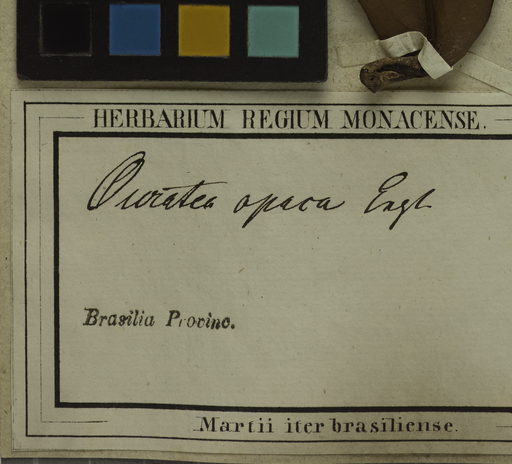 HERBARIUM REGIUM MONACENSE.
Ouratea opaca Engl
Brasilia Provinc.
Martii iter brasiliense.